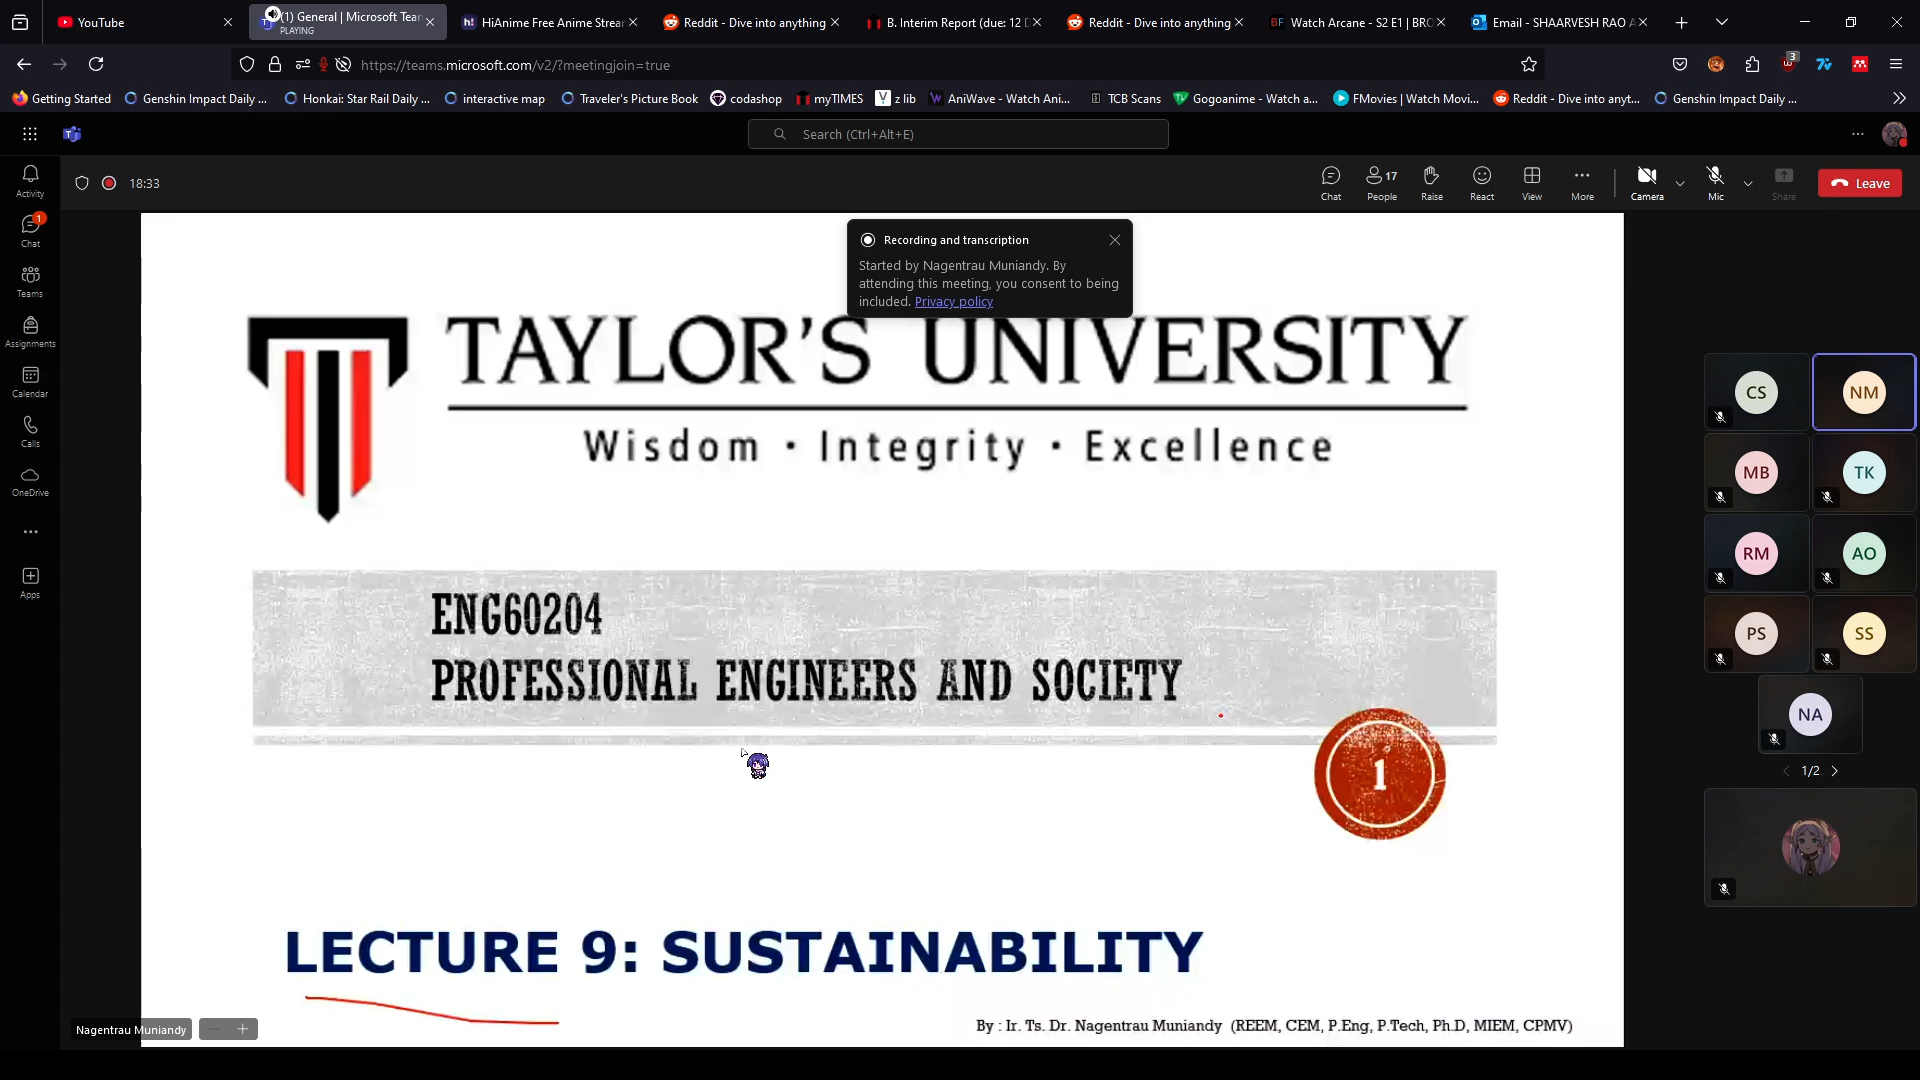 YouTube
(1) General | Microsoft Team
PLAYING
HiAnime Free Anime Strear
Reddit - Dive into anything
B. Interim Report (due: 12 D
Reddit - Dive into anything
BF Watch Arcane - S2 E1 | BRO
Email - SHAARVESH RAO A
https://teams.microsoft.com/v2/?meetingjoin=true
3
Getting Started
Genshin Impact Daily ...
Honkai: Star Rail Daily ...
interactive map
Traveler's Picture Book
codashop
myTIMES
z lib
AniWave - Watch Ani...
TCB Scans
Gogoanime - Watch a...
FMovies | Watch Movi...
Reddit - Dive into anyt...
Genshin Impact Daily ...
Search (Ctrl+Alt+E)
Activity
1
Chat
Teams
Assignments
Calendar
Calls
OneDrive
Apps
18:33
Chat
17
People
Raise
React
View
More
Camera
Mic
Share
Leave
Recording and transcription
Started by Nagentrau Muniandy. By
attending this meeting, you consent to being
included. Privacy policy
TAYLOR'S UNIVERSITY
Wisdom · Integrity · Excellence
ENG60204
PROFESSIONAL ENGINEERS AND SOCIETY
1
LECTURE 9: SUSTAINABILITY
By : Ir. Ts. Dr. Nagentrau Muniandy (REEM, CEM, P.Eng, P.Tech, Ph.D, MIEM, CPMV)
Nagentrau Muniandy
CS
NM
MB
TK
RM
AO
PS
SS
NA
1/2